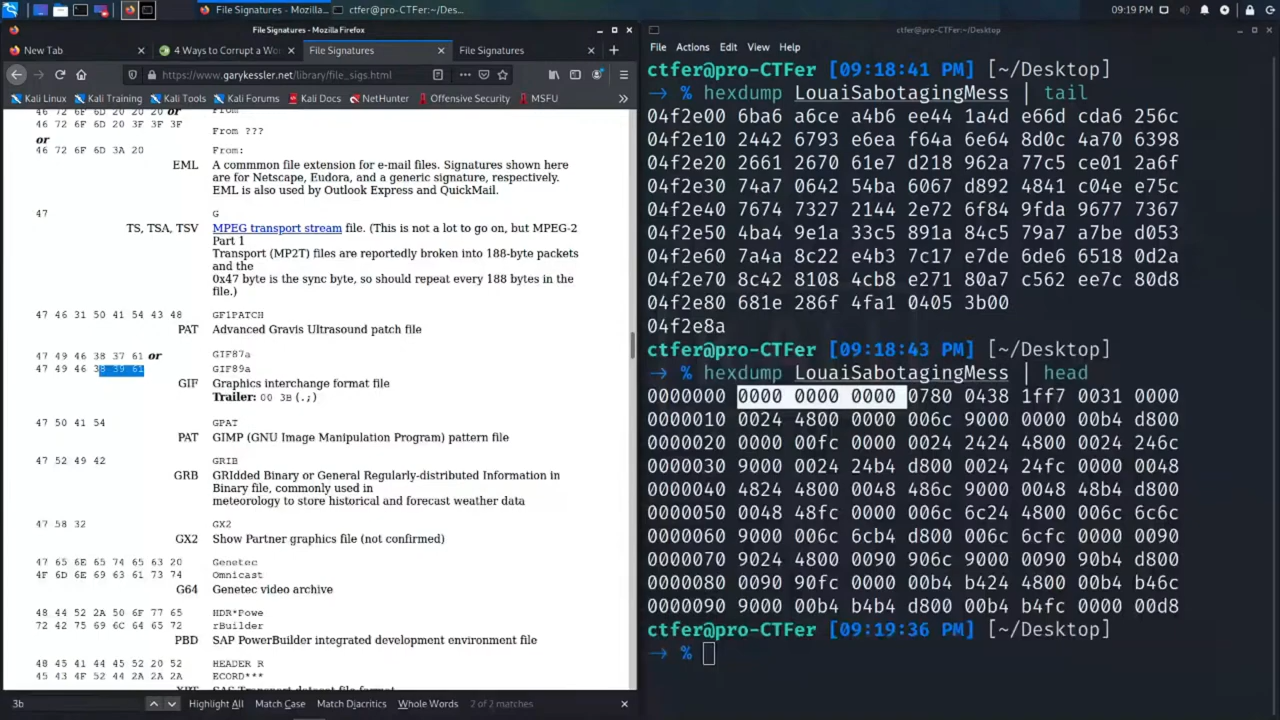 File Signatures - Mozilla...
ctfer@pro-CTFer:~/Des...
09:19 PM
File Signatures - Mozilla Firefox
New Tab
4 Ways to Corrupt a Wo
File Signatures
File Signatures
https://www.garykessler.net/library/file_sigs.html
Kali Linux
Kali Training
Kali Tools
Kali Forums
Kali Docs
NetHunter
Offensive Security
MSFU
46 72 6F 6D 20 20 20 or
From
46 72 6F 6D 20 3F 3F 3F
From ???
or
46 72 6F 6D 3A 20
From:
EML A commmon file extension for e-mail files. Signatures shown here
are for Netscape, Eudora, and a generic signature, respectively.
EML is also used by Outlook Express and QuickMail.
47 G
TS, TSA, TSV MPEG transport stream file. (This is not a lot to go on, but MPEG-2
Part 1
Transport (MP2T) files are reportedly broken into 188-byte packets
and the
0x47 byte is the sync byte, so should repeat every 188 bytes in the
file.)
47 46 31 50 41 54 43 48 GF1PATCH
PAT Advanced Gravis Ultrasound patch file
47 49 46 38 37 61 or GIF87a
47 49 46 38 39 61 GIF89a
GIF Graphics interchange format file
Trailer: 00 3B (.;)
47 50 41 54 GPAT
PAT GIMP (GNU Image Manipulation Program) pattern file
47 52 49 42 GRIB
GRB GRIdded Binary or General Regularly-distributed Information in
Binary file, commonly used in
meteorology to store historical and forecast weather data
47 58 32 GX2
GX2 Show Partner graphics file (not confirmed)
47 65 6E 65 74 65 63 20 Genetec
4F 6D 6E 69 63 61 73 74 Omnicast
G64 Genetec video archive
48 44 52 2A 50 6F 77 65 HDR*Powe
72 42 75 69 6C 64 65 72 rBuilder
PBD SAP PowerBuilder integrated development environment file
48 45 41 44 45 52 20 52 HEADER R
45 43 4F 52 44 2A 2A 2A ECORD***
XPT SAS Transport dataset file format
3b
Highlight All Match Case Match Diacritics Whole Words 2 of 2 matches
ctfer@pro-CTFer:~/Desktop
File Actions Edit View Help
ctfer@pro-CTFer [09:18:41 PM] [~/Desktop]
→ % hexdump LouaiSabotagingMess | tail
04f2e00 6ba6 a6ce a4b6 ee44 1a4d e66d cda6 256c
04f2e10 2442 6793 e6ea f64a 6e64 8d0c 4a70 6398
04f2e20 2661 2670 61e7 d218 962a 77c5 ce01 2a6f
04f2e30 74a7 0642 54ba 6067 d892 4841 c04e e75c
04f2e40 7674 7327 2144 2e72 6f84 9fda 9677 7367
04f2e50 4ba4 9e1a 33c5 891a 84c5 79a7 a7be d053
04f2e60 7a4a 8c22 e4b3 7c17 e7de 6de6 6518 0d2a
04f2e70 8c42 8108 4cb8 e271 80a7 c562 ee7c 80d8
04f2e80 681e 286f 4fa1 0405 3b00
04f2e8a
ctfer@pro-CTFer [09:18:43 PM] [~/Desktop]
→ % hexdump LouaiSabotagingMess | head
0000000 0000 0000 0000 0780 0438 1ff7 0031 0000
0000010 0024 4800 0000 006c 9000 0000 00b4 d800
0000020 0000 00fc 0000 0024 2424 4800 0024 246c
0000030 9000 0024 24b4 d800 0024 24fc 0000 0048
0000040 4824 4800 0048 486c 9000 0048 48b4 d800
0000050 0048 48fc 0000 006c 6c24 4800 006c 6c6c
0000060 9000 006c 6cb4 d800 006c 6cfc 0000 0090
0000070 9024 4800 0090 906c 9000 0090 90b4 d800
0000080 0090 90fc 0000 00b4 b424 4800 00b4 b46c
0000090 9000 00b4 b4b4 d800 00b4 b4fc 0000 00d8
ctfer@pro-CTFer [09:19:36 PM] [~/Desktop]
→ %